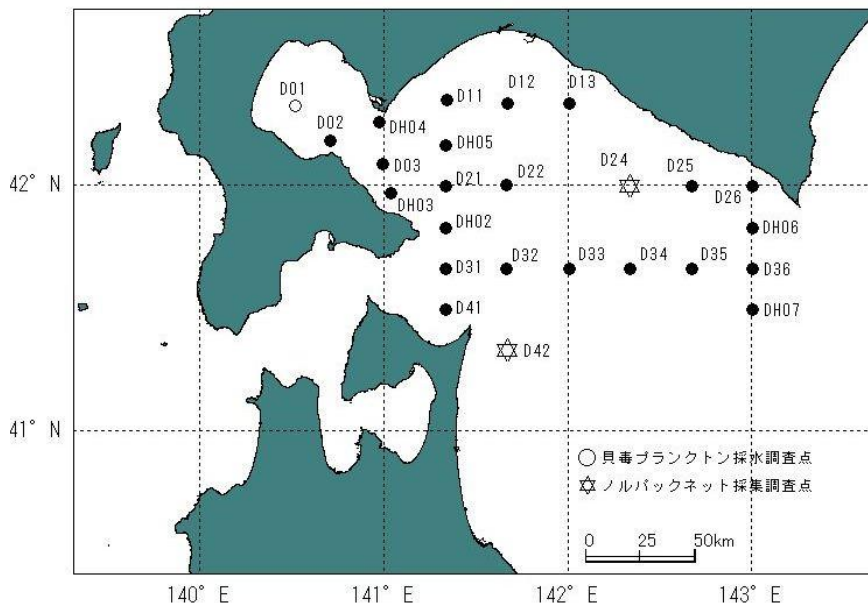 D01
D02
DH04
D11
D12
D13
DH05
D03
DH03
D21
D22
D24
D25
D26
42° N
DH02
DH06
D31
D32
D33
D34
D35
D36
D41
DH07
D42
41° N
貝毒プランクトン採水調査点
ノルパックネット採集調査点
0 25 50km
140° E 141° E 142° E 143° E